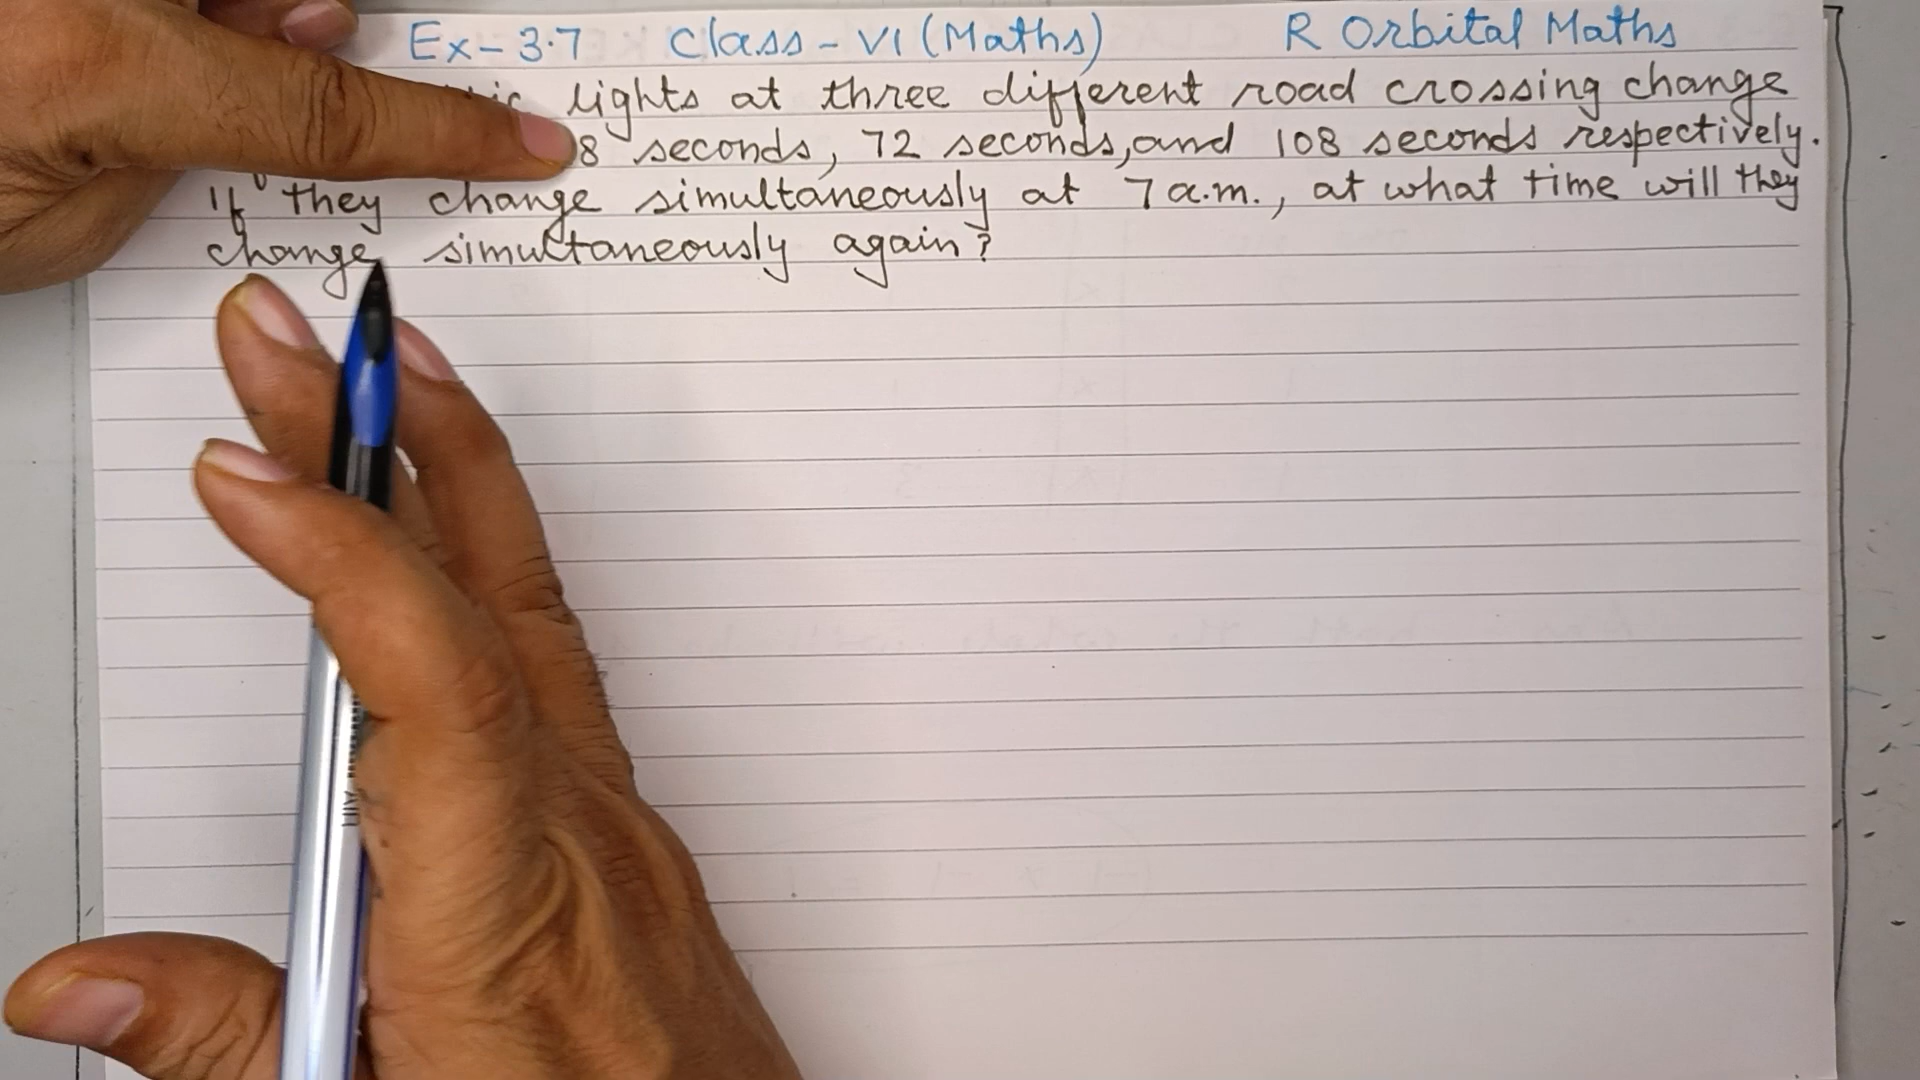 Ex-3.7 Class-VI (Maths) R Orbital Maths
lights at three different road crossing change
8 seconds, 72 seconds, and 108 seconds respectively.
If they change simultaneously at 7 a.m., at what time will they
change simultaneously again?